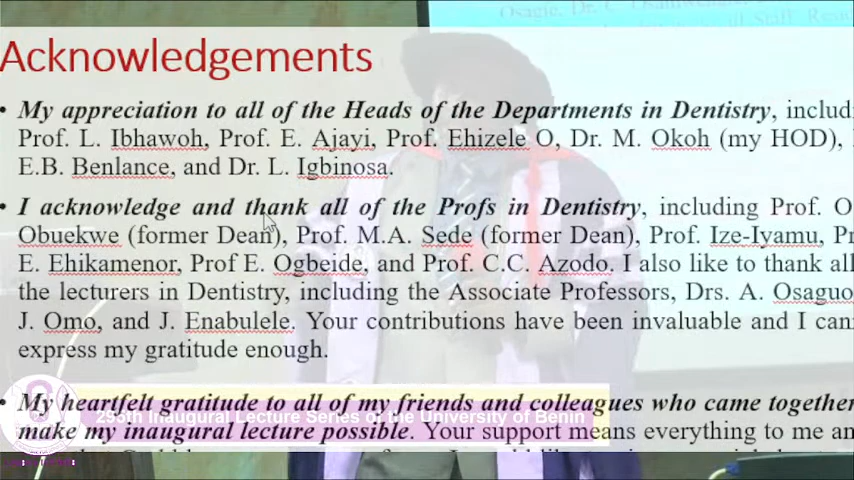 Osagie, Dr. C.
Staff, Read
Acknowledgements
• My appreciation to all of the Heads of the Departments in Dentistry, includi
Prof. L. Ibhawoh, Prof. E. Ajayi, Prof. Ehizele O, Dr. M. Okoh (my HOD),
E.B. Benlance, and Dr. L. Igbinosa.
• I acknowledge and thank all of the Profs in Dentistry, including Prof. O
Obuekwe (former Dean), Prof. M.A. Sede (former Dean), Prof. Ize-Iyamu, Pr
E. Ehikamenor, Prof E. Ogbeide, and Prof. C.C. Azodo. I also like to thank all
the lecturers in Dentistry, including the Associate Professors, Drs. A. Osaguo
J. Omo, and J. Enabulele. Your contributions have been invaluable and I can
express my gratitude enough.
• My heartfelt gratitude to all of my friends and colleagues who came together
295th Inaugural Lecture Series of the University of Benin
make my inaugural lecture possible. Your support means everything to me an